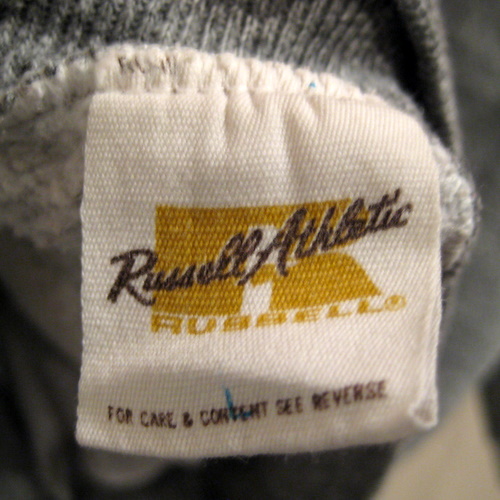 Russell Athletic
RUSSELL®
FOR CARE & CONTENT SEE REVERSE